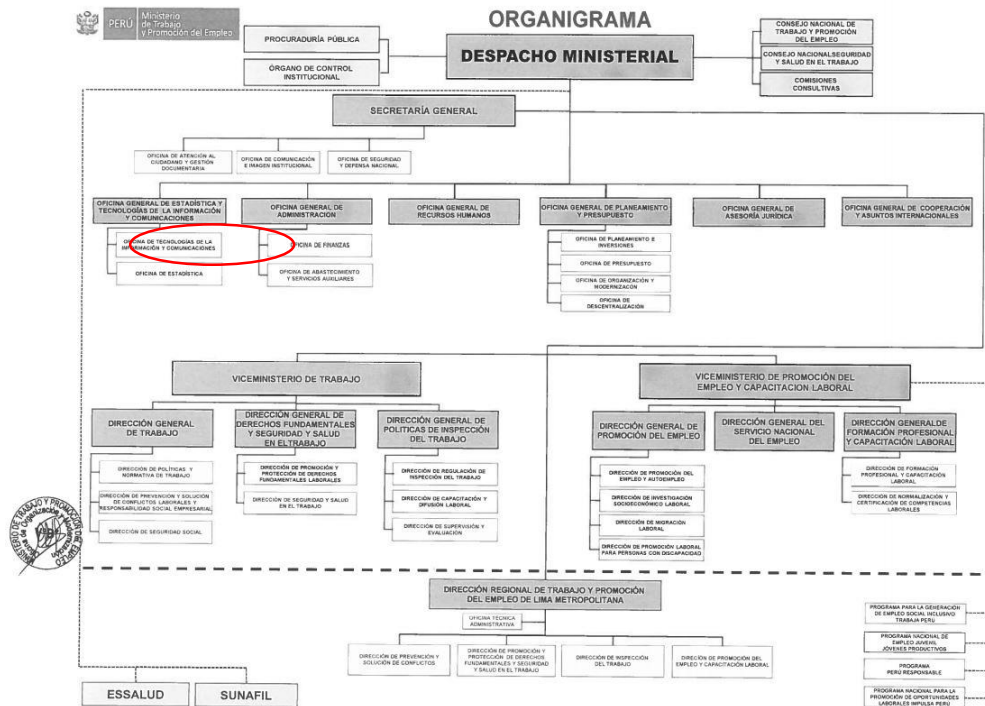 PERÚ
Ministerio
de Trabajo
y Promoción del Empleo
ORGANIGRAMA
PROCURADURÍA PÚBLICA
ÓRGANO DE CONTROL
INSTITUCIONAL
DESPACHO MINISTERIAL
CONSEJO NACIONAL DE
TRABAJO Y PROMOCIÓN
DEL EMPLEO
CONSEJO NACIONALSEGURIDAD
Y SALUD EN EL TRABAJO
COMISIONES
CONSULTIVAS
SECRETARÍA GENERAL
OFICINA DE ATENCIÓN AL
CIUDADANO Y GESTIÓN
DOCUMENTARIA
OFICINA DE COMUNICACIÓN
E IMAGEN INSTITUCIONAL
OFICINA DE SEGURIDAD
Y DEFENSA NACIONAL
OFICINA GENERAL DE ESTADÍSTICA Y
TECNOLOGÍAS DE LA INFORMACIÓN
Y COMUNICACIONES
OFICINA GENERAL DE
ADMINISTRACIÓN
OFICINA GENERAL DE
RECURSOS HUMANOS
OFICINA GENERAL DE PLANEAMIENTO
Y PRESUPUESTO
OFICINA GENERAL DE
ASESORÍA JURÍDICA
OFICINA GENERAL DE COOPERACIÓN
Y ASUNTOS INTERNACIONALES
OFICINA DE TECNOLOGÍAS DE LA
INFORMACIÓN Y COMUNICACIONES
OFICINA DE ESTADÍSTICA
OFICINA DE FINANZAS
OFICINA DE ABASTECIMIENTO
Y SERVICIOS AUXILIARES
OFICINA DE PLANEAMIENTO E
INVERSIONES
OFICINA DE PRESUPUESTO
OFICINA DE ORGANIZACIÓN Y
MODERNIZACÓN
OFICINA DE
DESCENTRALIZACIÓN
VICEMINISTERIO DE TRABAJO
VICEMINISTERIO DE PROMOCIÓN DEL
EMPLEO Y CAPACITACION LABORAL
DIRECCIÓN GENERAL
DE TRABAJO
DIRECCIÓN GENERAL DE
DERECHOS FUNDAMENTALES
Y SEGURIDAD Y SALUD
EN ELTRABAJO
DIRECCIÓN GENERAL DE
POLITICAS DE INSPECCIÓN
DEL TRABAJO
DIRECCIÓN GENERAL DE
PROMOCIÓN DEL EMPLEO
DIRECCIÓN GENERAL DEL
SERVICIO NACIONAL
DEL EMPLEO
DIRECCIÓN GENERALDE
FORMACIÓN PROFESIONAL
Y CAPACITACIÓN LABORAL
DIRECCIÓN DE POLÍTICAS Y
NORMATIVA DE TRABAJO
DIRECCIÓN DE PREVENCIÓN Y SOLUCIÓN
DE CONFLICTOS LABORALES Y
RESPONSABILIDAD SOCIAL EMPRESARIAL
DIRECCIÓN DE SEGURIDAD SOCIAL
DIRECCIÓN DE PROMOCIÓN Y
PROTECCIÓN DE DERECHOS
FUNDAMENTALES LABORALES
DIRECCIÓN DE SEGURIDAD Y SALUD
EN EL TRABAJO
DIRECCIÓN DE REGULACIÓN DE
INSPECCIÓN DEL TRABAJO
DIRECCIÓN DE CAPACITACIÓN Y
DIFUSIÓN LABORAL
DIRECCIÓN DE SUPERVISIÓN Y
EVALUACIÓN
DIRECCIÓN DE PROMOCIÓN DEL
EMPLEO Y AUTOEMPLEO
DIRECCIÓN DE INVESTIGACIÓN
SOCIOECONÓMICO LABORAL
DIRECCIÓN DE MIGRACIÓN
LABORAL
DIRECCIÓN DE PROMOCIÓN LABORAL
PARA PERSONAS CON DISCAPACIDAD
DIRECCIÓN DE FORMACIÓN
PROFESIONAL Y CAPACITACIÓN
LABORAL
DIRECCIÓN DE NORMALIZACIÓN Y
CERTIFICACIÓN DE COMPETENCIAS
LABORALES
MINISTERIO DE TRABAJO Y PROMOCIÓN DEL EMPLEO
DIRECCIÓN REGIONAL DE TRABAJO Y PROMOCIÓN
DEL EMPLEO DE LIMA METROPOLITANA
OFICINA TÉCNICA
ADMINISTRATIVA
DIRECCIÓN DE PREVENCIÓN Y
SOLUCIÓN DE CONFLICTOS
DIRECCIÓN DE PROMOCIÓN Y
PROTECCIÓN DE DERECHOS
FUNDAMENTALES Y SEGURIDAD
Y SALUD EN EL TRABAJO
DIRECCIÓN DE INSPECCIÓN
DEL TRABAJO
DIRECIÓN DE PROMOCIÓN DEL
EMPLEO Y CAPACITACIÓN LABORAL
PROGRAMA PARA LA GENERACIÓN
DE EMPLEO SOCIAL INCLUSIVO
TRABAJA PERU
PROGRAMA NACIONAL DE
EMPLEO JUVENIL
JÓVENES PRODUCTIVOS
PROGRAMA
PERÚ RESPONSABLE
PROGRAMA NACIONAL PARA LA
PROMOCIÓN DE OPORTUNIDADES
LABORALES IMPULSA PERÚ
ESSALUD
SUNAFIL